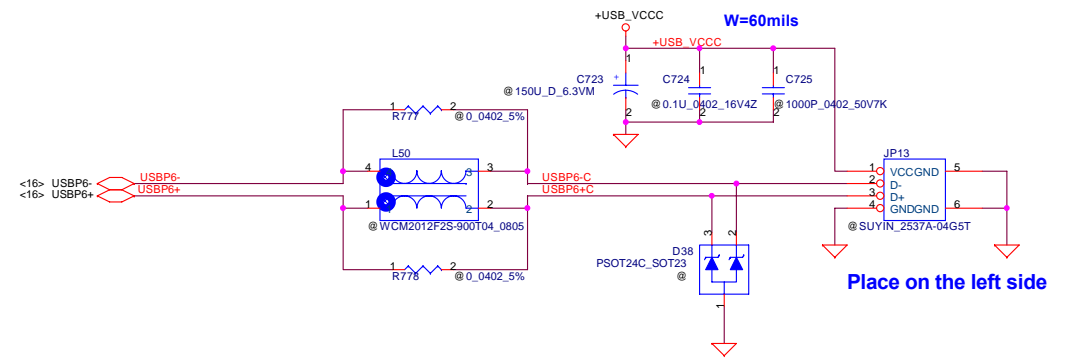 +USB_VCCC
W=60mils
+USB_VCCC
1
1
1
C723
+
C724
C725
@ 150U_D_6.3VM
@ 0.1U_0402_16V4Z
@ 1000P_0402_50V7K
2
2
2
1
2
R777
@ 0_0402_5%
L50
JP13
4
4
3
3
1
VCC
GND
5
<16> USBP6-
USBP6-
USBP6-C
2
D-
<16> USBP6+
USBP6+
USBP6+C
3
D+
1
1
2
2
4
GND
GND
6
@ WCM2012F2S-900T04_0805
@ SUYIN_2537A-04G5T
3
2
D38
PSOT24C_SOT23
@
1
2
R778
@ 0_0402_5%
1
Place on the left side